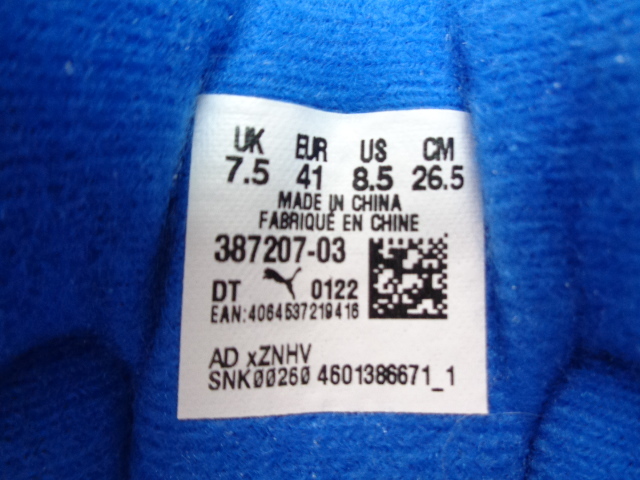 UK EUR US CM
7.5 41 8.5 26.5
MADE IN CHINA
FABRIQUÉ EN CHINE
387207-03
DT 0122
EAN:4064537219416
AD xZNHV
SNK00260 4601386671_1